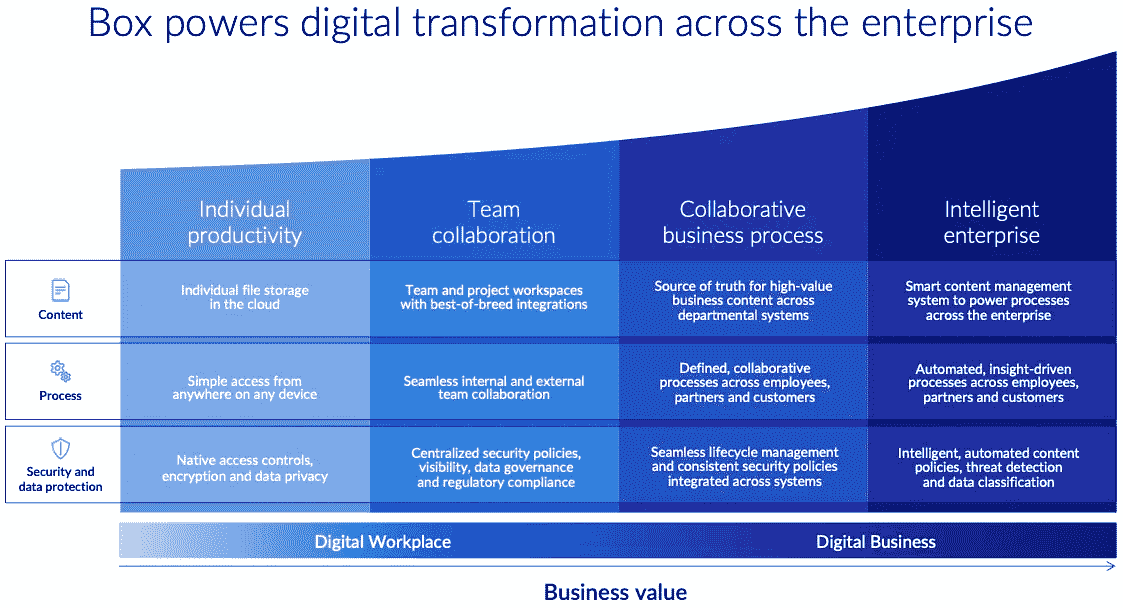 Box powers digital transformation across the enterprise
Individual
productivity
Team
collaboration
Collaborative
business process
Intelligent
enterprise
Content
Individual file storage
in the cloud
Team and project workspaces
with best-of-breed integrations
Source of truth for high-value
business content across
departmental systems
Smart content management
system to power processes
across the enterprise
Process
Simple access from
anywhere on any device
Seamless internal and external
team collaboration
Defined, collaborative
processes across employees,
partners and customers
Automated, insight-driven
processes across employees,
partners and customers
Security and
data protection
Native access controls,
encryption and data privacy
Centralized security policies,
visibility, data governance
and regulatory compliance
Seamless lifecycle management
and consistent security policies
integrated across systems
Intelligent, automated content
policies, threat detection
and data classification
Digital Workplace
Digital Business
Business value